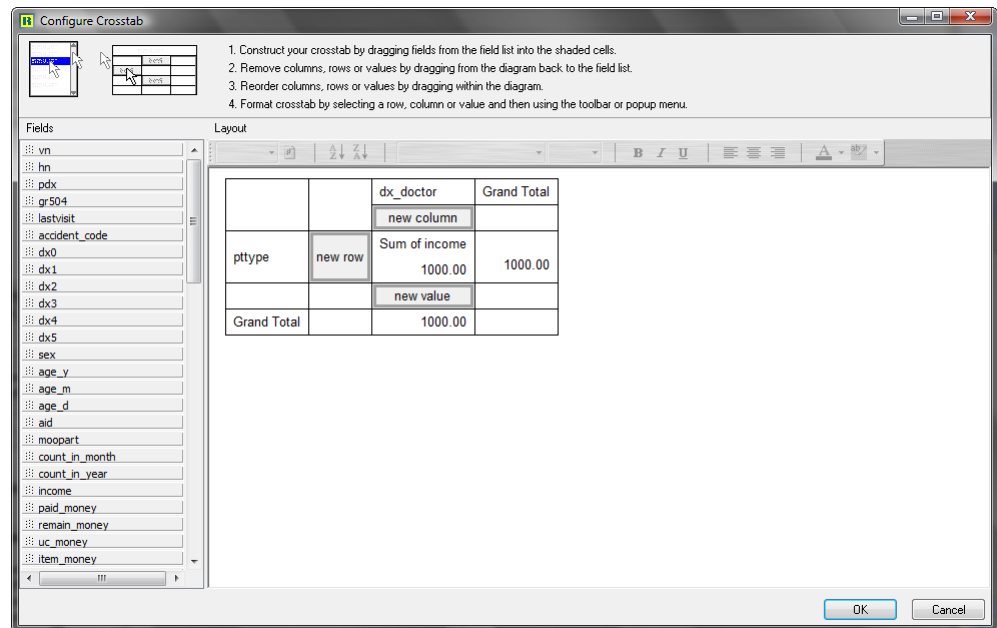 Configure Crosstab
1. Construct your crosstab by dragging fields from the field list into the shaded cells.
2. Remove columns, rows or values by dragging from the diagram back to the field list.
3. Reorder columns, rows or values by dragging within the diagram.
4. Format crosstab by selecting a row, column or value and then using the toolbar or popup menu.
Fields
Layout
vn
hn
pdx
gr504
lastvisit
accident_code
dx0
dx1
dx2
dx3
dx4
dx5
sex
age_y
age_m
age_d
aid
moopart
count_in_month
count_in_year
income
paid_money
remain_money
uc_money
item_money
B I U A
dx_doctor Grand Total
new column
pttype new row Sum of income
1000.00 1000.00
new value
Grand Total 1000.00
OK Cancel